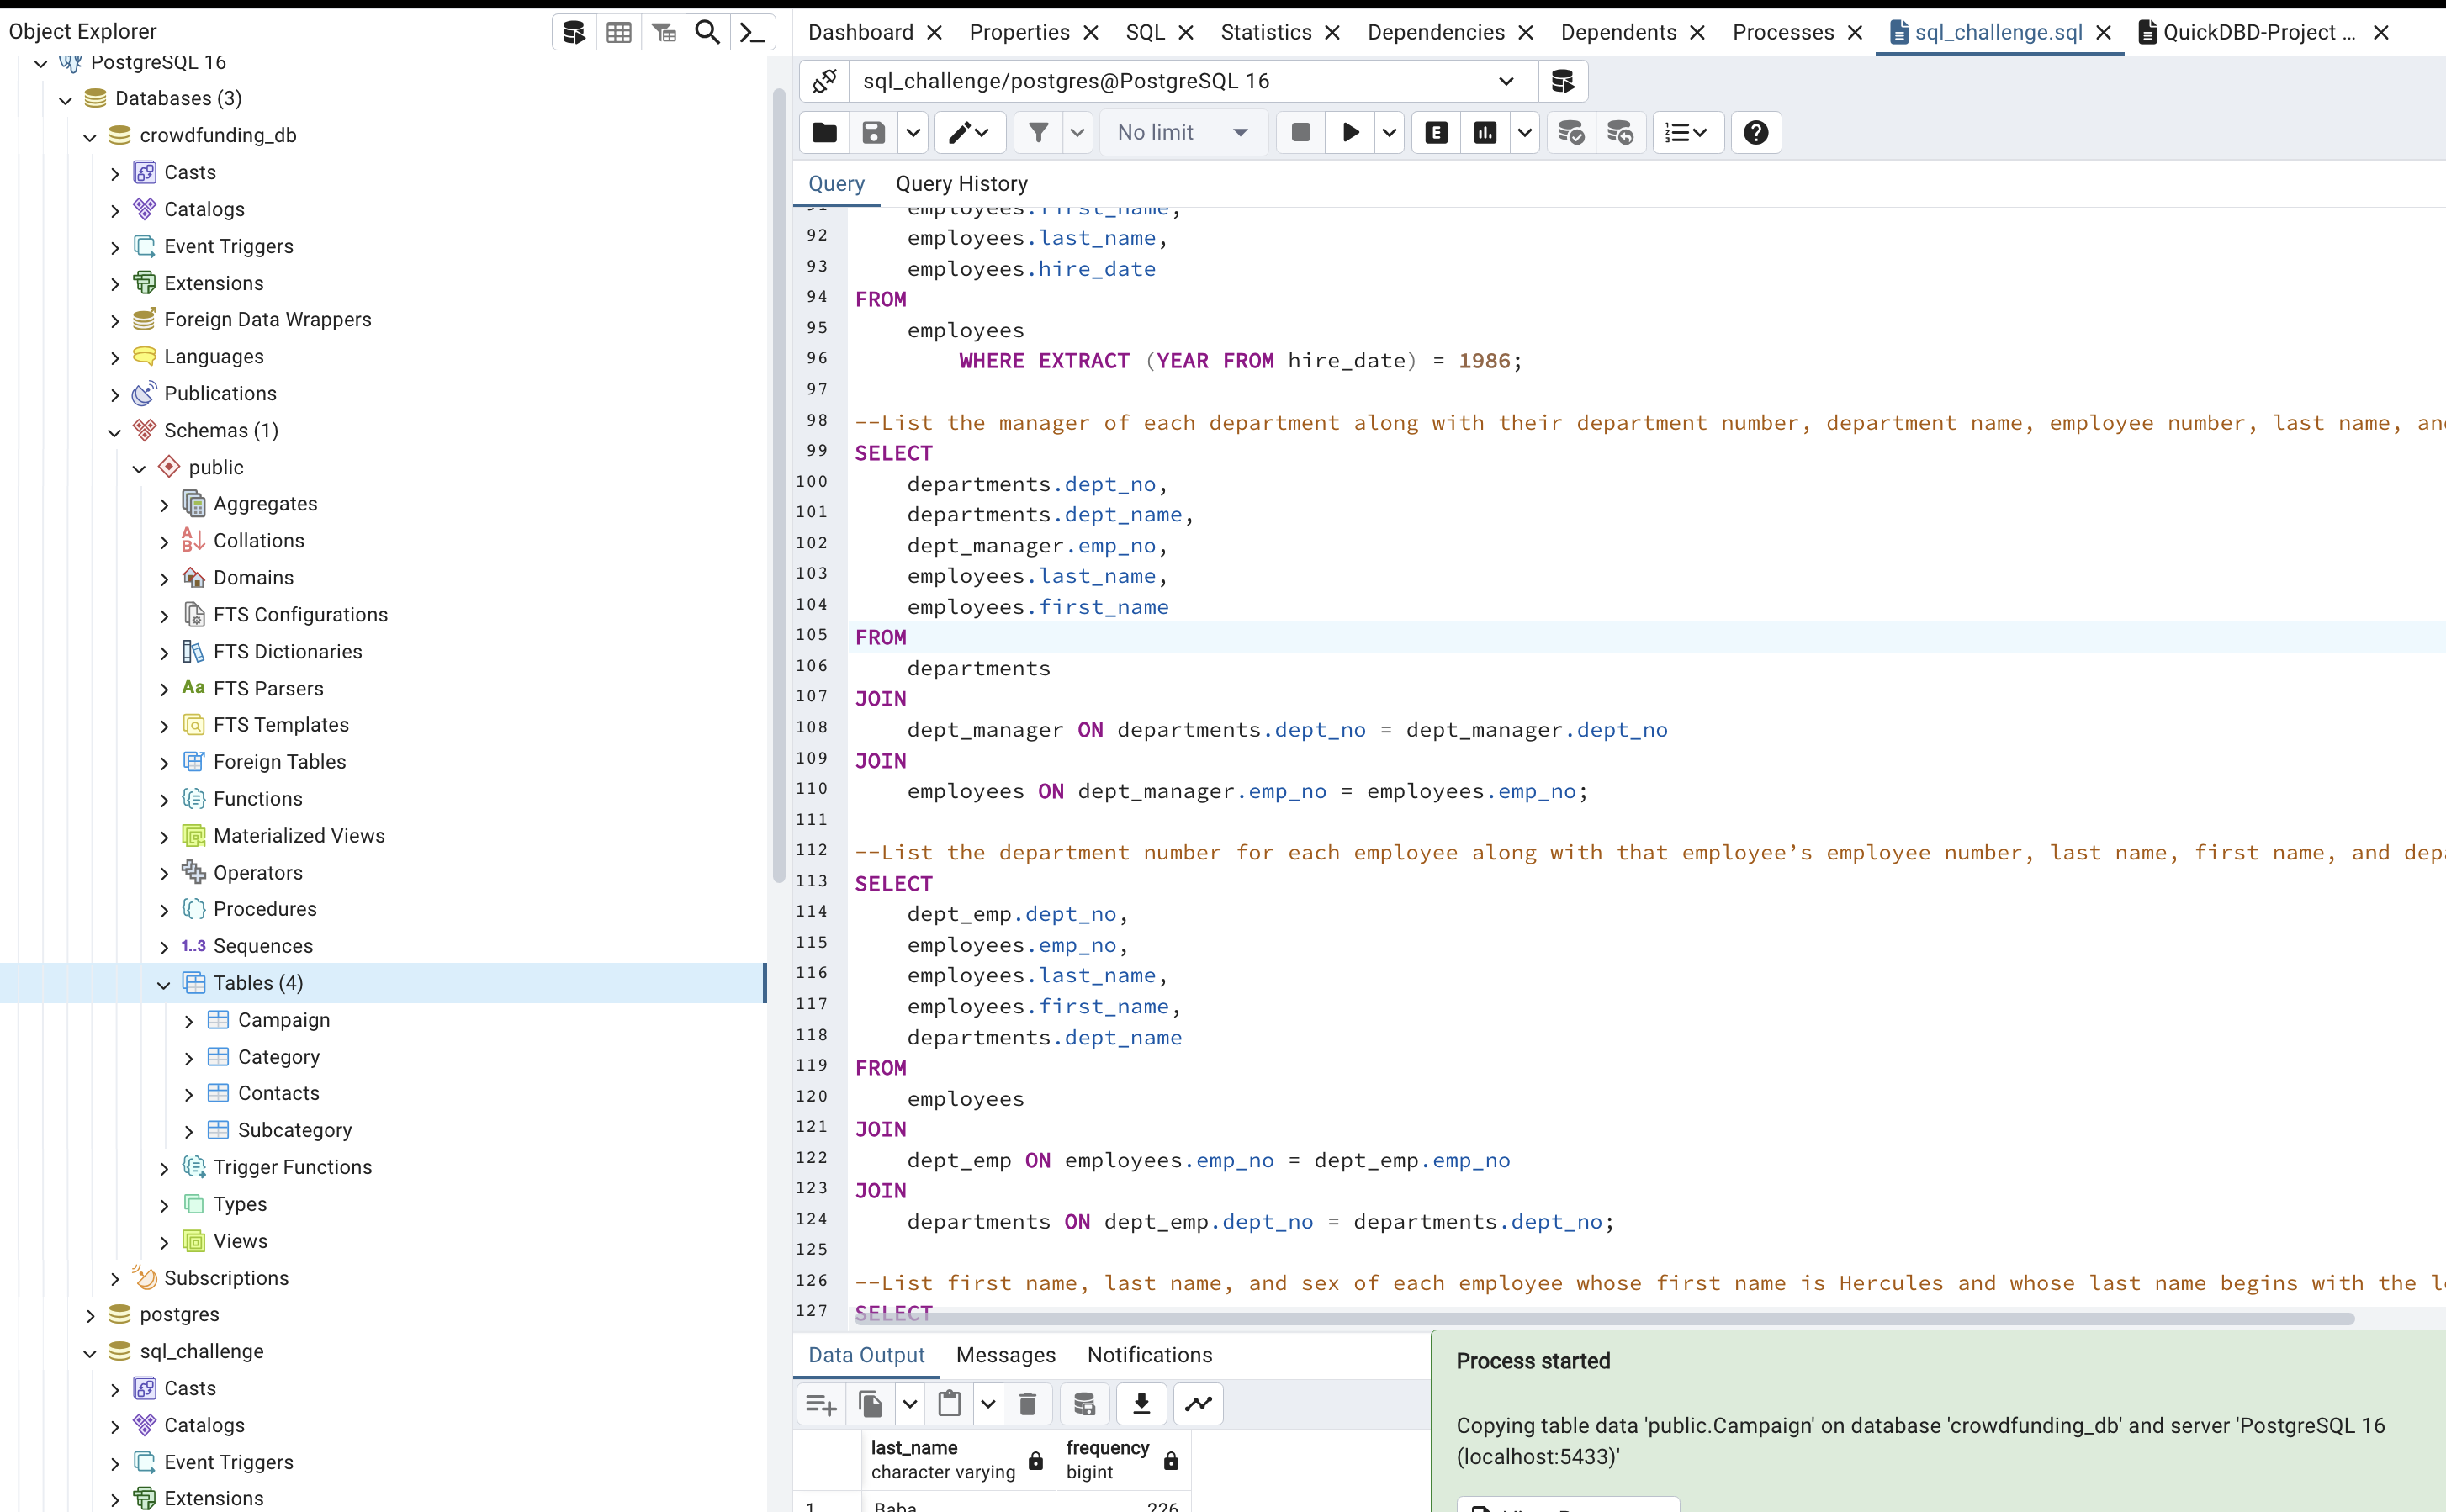 Object Explorer
PostgreSQL 16
Databases (3)
crowdfunding_db
Casts
Catalogs
Event Triggers
Extensions
Foreign Data Wrappers
Languages
Publications
Schemas (1)
public
Aggregates
Collations
Domains
FTS Configurations
FTS Dictionaries
Aa FTS Parsers
FTS Templates
Foreign Tables
Functions
Materialized Views
Operators
Procedures
1..3 Sequences
Tables (4)
Campaign
Category
Contacts
Subcategory
Trigger Functions
Types
Views
Subscriptions
postgres
sql_challenge
Casts
Catalogs
Event Triggers
Extensions
Dashboard Properties SQL Statistics Dependencies Dependents Processes sql_challenge.sql QuickDBD-Project ...
sql_challenge/postgres@PostgreSQL 16
No limit E
Query Query History
91 employees.first_name,
92 employees.last_name,
93 employees.hire_date
94 FROM
95 employees
96 WHERE EXTRACT (YEAR FROM hire_date) = 1986;
97
98 --List the manager of each department along with their department number, department name, employee number, last name,
99 SELECT
100 departments.dept_no,
101 departments.dept_name,
102 dept_manager.emp_no,
103 employees.last_name,
104 employees.first_name
105 FROM
106 departments
107 JOIN
108 dept_manager ON departments.dept_no = dept_manager.dept_no
109 JOIN
110 employees ON dept_manager.emp_no = employees.emp_no;
111
112 --List the department number for each employee along with that employee’s employee number, last name, first name, and
113 SELECT
114 dept_emp.dept_no,
115 employees.emp_no,
116 employees.last_name,
117 employees.first_name,
118 departments.dept_name
119 FROM
120 employees
121 JOIN
122 dept_emp ON employees.emp_no = dept_emp.emp_no
123 JOIN
124 departments ON dept_emp.dept_no = departments.dept_no;
125
126 --List first name, last name, and sex of each employee whose first name is Hercules and whose last name begins with the
127 SELECT
Data Output Messages Notifications
last_name frequency
character varying bigint
1 Baba 226
Process started
Copying table data 'public.Campaign' on database 'crowdfunding_db' and server 'PostgreSQL 16
(localhost:5433)'